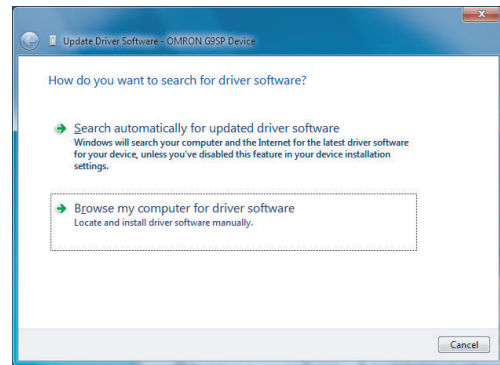 Update Driver Software - OMRON G9SP Device
How do you want to search for driver software?
Search automatically for updated driver software
Windows will search your computer and the Internet for the latest driver software
for your device, unless you've disabled this feature in your device installation
settings.
Browse my computer for driver software
Locate and install driver software manually.
Cancel